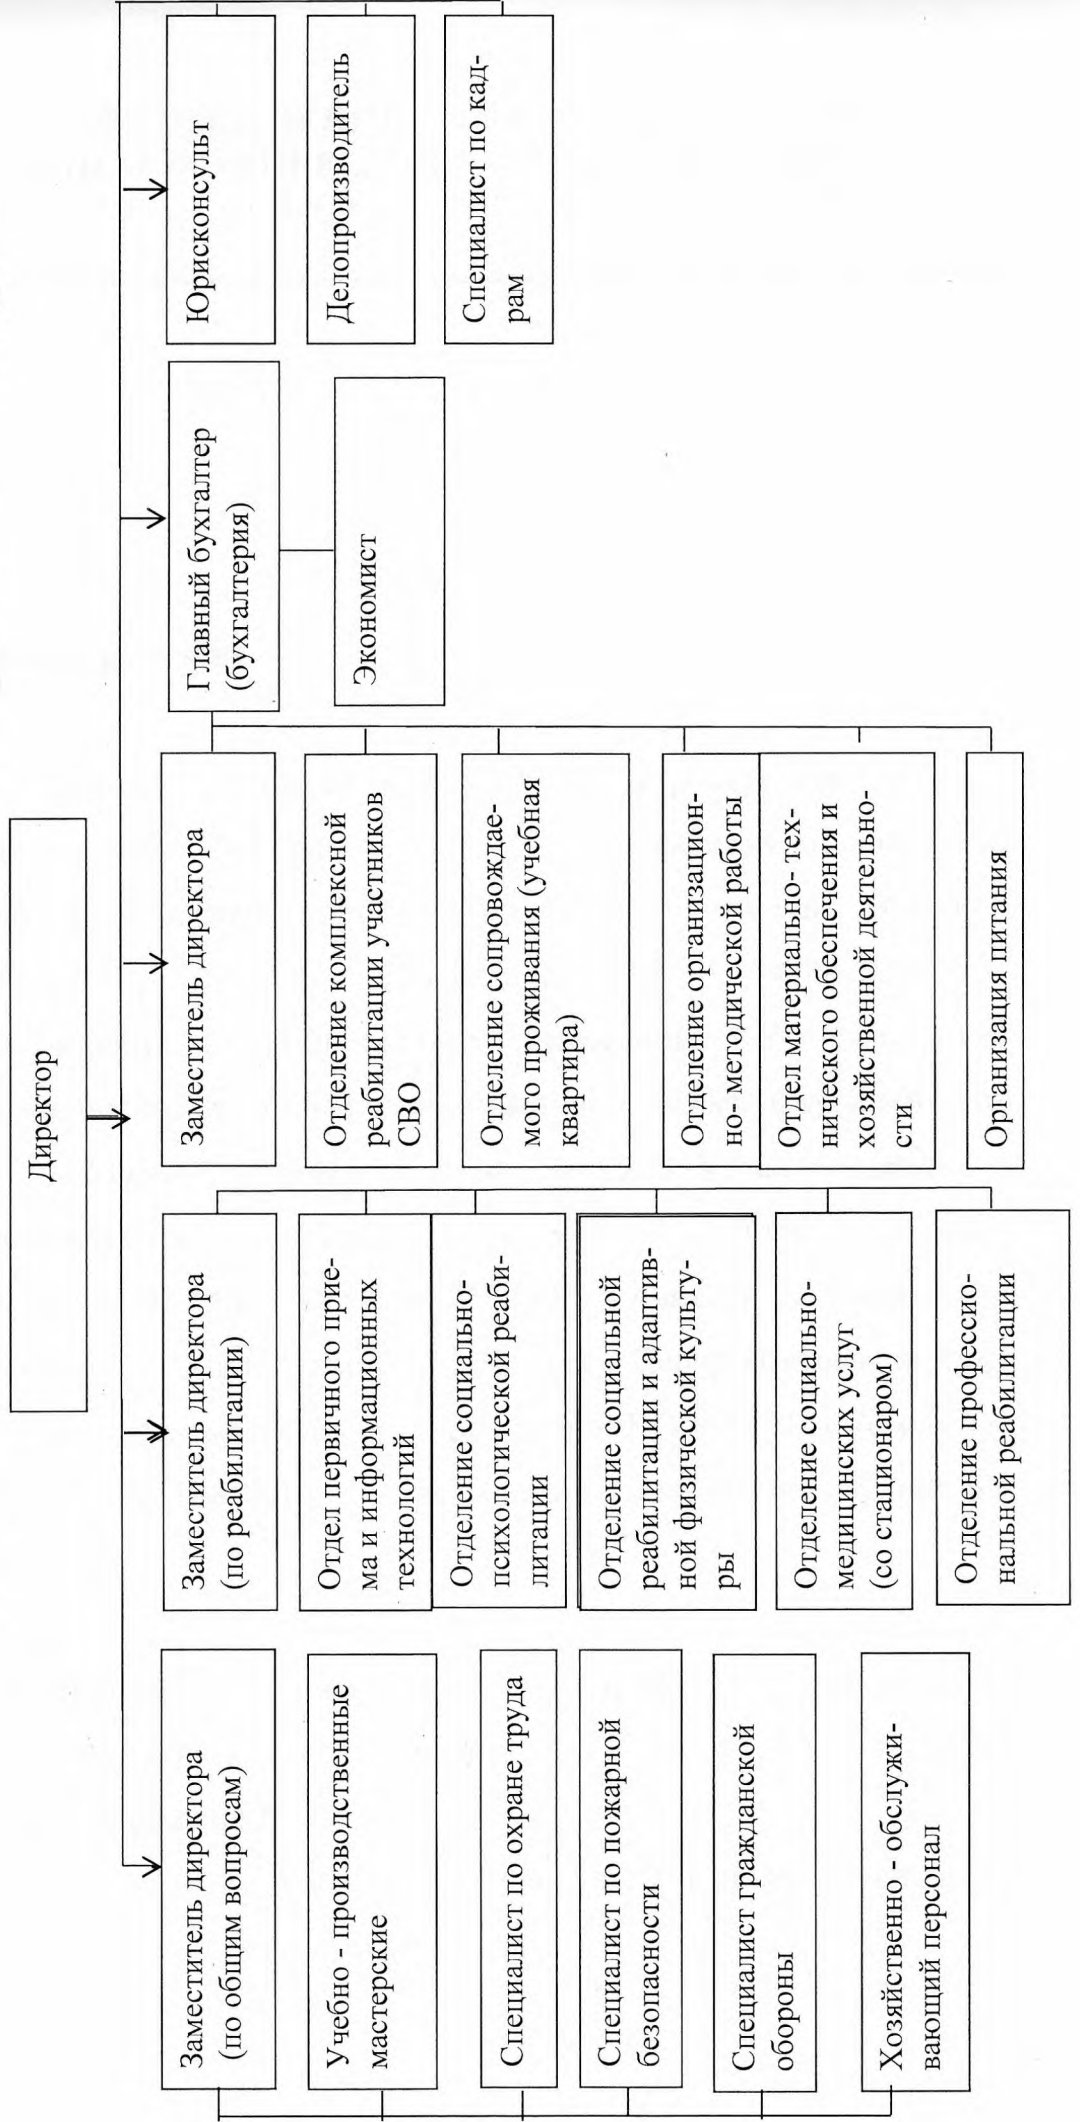 Директор
Заместитель директора
(по общим вопросам)
Учебно - производственные
мастерские
Специалист по охране труда
Специалист по пожарной
безопасности
Специалист гражданской
обороны
Хозяйственно - обслужи-
вающий персонал
Заместитель директора
(по реабилитации)
Отдел первичного прие-
ма и информационных
технологий
Отделение социально-
психологической реаби-
литации
Отделение социальной
реабилитации и адаптив-
ной физической культу-
ры
Отделение социально-
медицинских услуг
(со стационаром)
Отделение профессио-
нальной реабилитации
Заместитель директора
Отделение комплексной
реабилитации участников
СВО
Отделение сопровождае-
мого проживания (учебная
квартира)
Отделение организацион-
но- методической работы
Отдел материально- тех-
нического обеспечения и
хозяйственной деятельно-
сти
Организация питания
Главный бухгалтер
(бухгалтерия)
Экономист
Юрисконсульт
Делопроизводитель
Специалист по кад-
рам